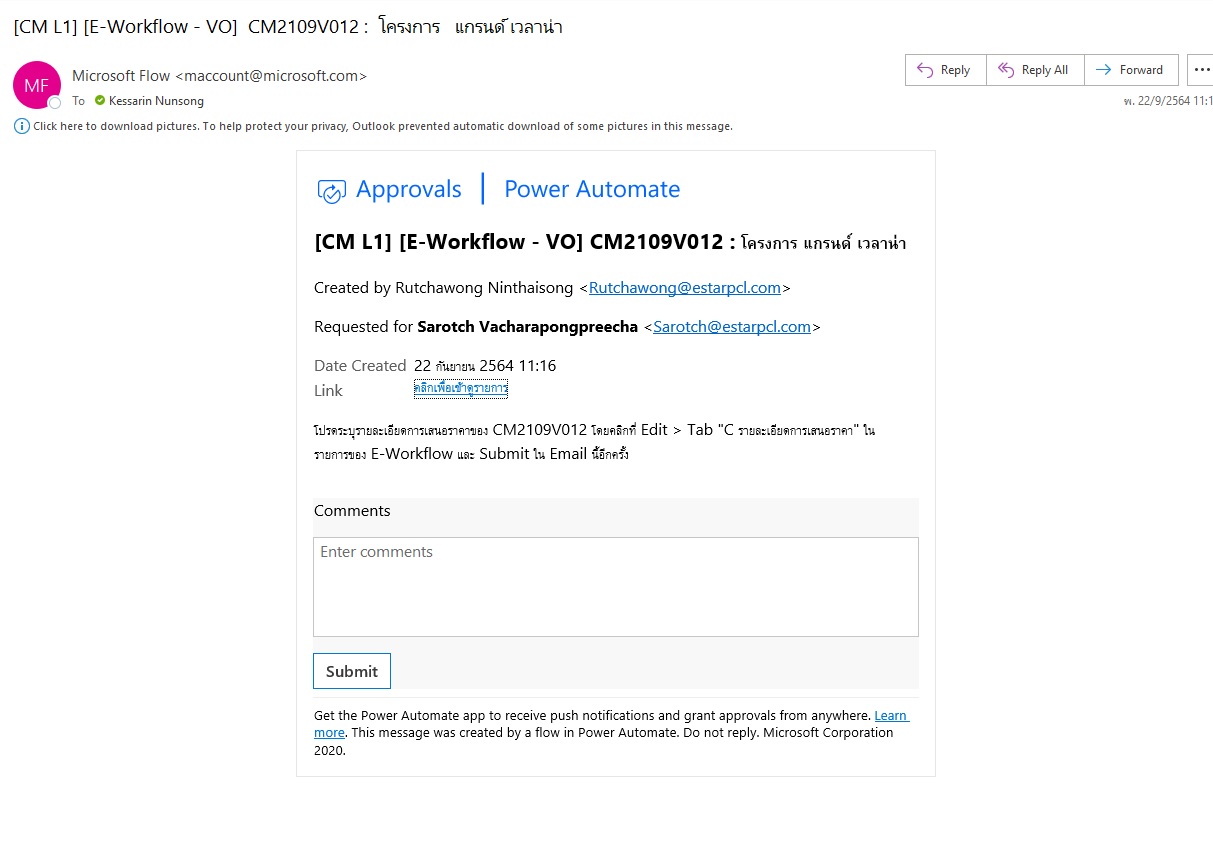 [CM L1] [E-Workflow - VO]  CM2109V012 :  โครงการ   แกรนด์ เวลาน่า
MF
Microsoft Flow <maccount@microsoft.com>
Reply
Reply All
Forward
To Kessarin Nunsong
พ. 22/9/2564 11:1
Click here to download pictures. To help protect your privacy, Outlook prevented automatic download of some pictures in this message.
Approvals | Power Automate
[CM L1] [E-Workflow - VO] CM2109V012 : โครงการ แกรนด์ เวลาน่า
Created by Rutchawong Ninthaisong <Rutchawong@estarpcl.com>
Requested for Sarotch Vacharapongpreecha <Sarotch@estarpcl.com>
Date Created 22 กันยายน 2564 11:16
Link คลิกเพื่อเข้าดูรายการ
โปรดระบุรายละเอียดการเสนอราคาของ CM2109V012 โดยคลิกที่ Edit > Tab "C รายละเอียดการเสนอราคา" ใน
รายการของ E-Workflow และ Submit ใน Email นี้อีกครั้ง
Comments
Enter comments
Submit
Get the Power Automate app to receive push notifications and grant approvals from anywhere. Learn
more. This message was created by a flow in Power Automate. Do not reply. Microsoft Corporation
2020.